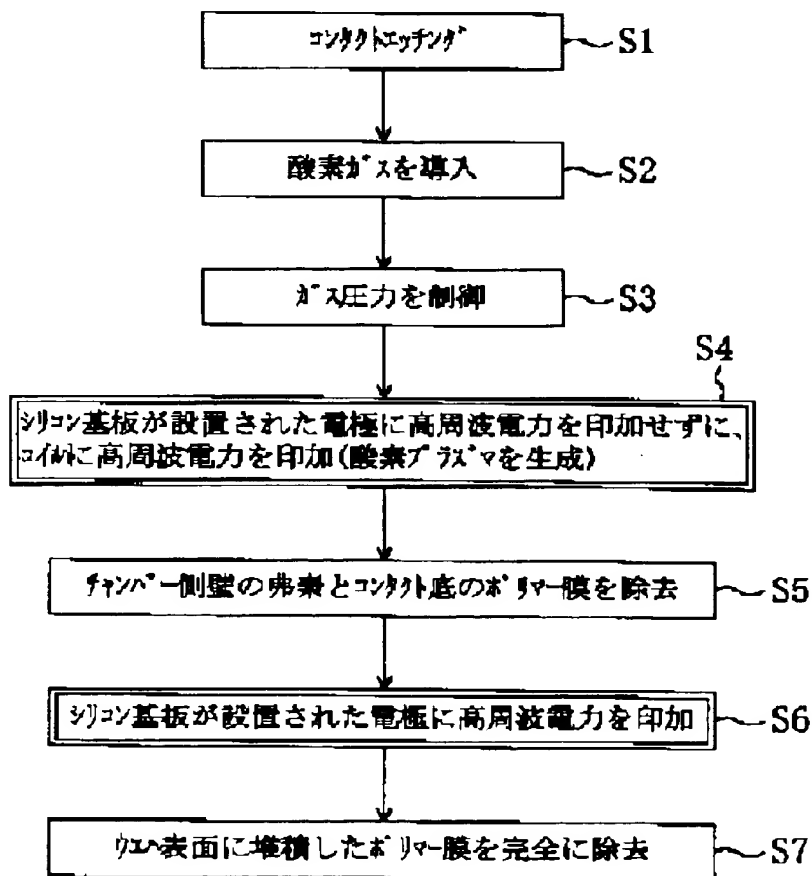 コンタクトエッチング
S1
酸素ガスを導入
S2
ガス圧力を制御
S3
S4
シリコン基板が設置された電極に高周波電力を印加せずに、
コイルに高周波電力を印加(酸素プラズマを生成)
チャンバー側壁の弗素とコンタクト底のポリマー膜を除去
S5
シリコン基板が設置された電極に高周波電力を印加
S6
ウエハ表面に堆積したポリマー膜を完全に除去
S7